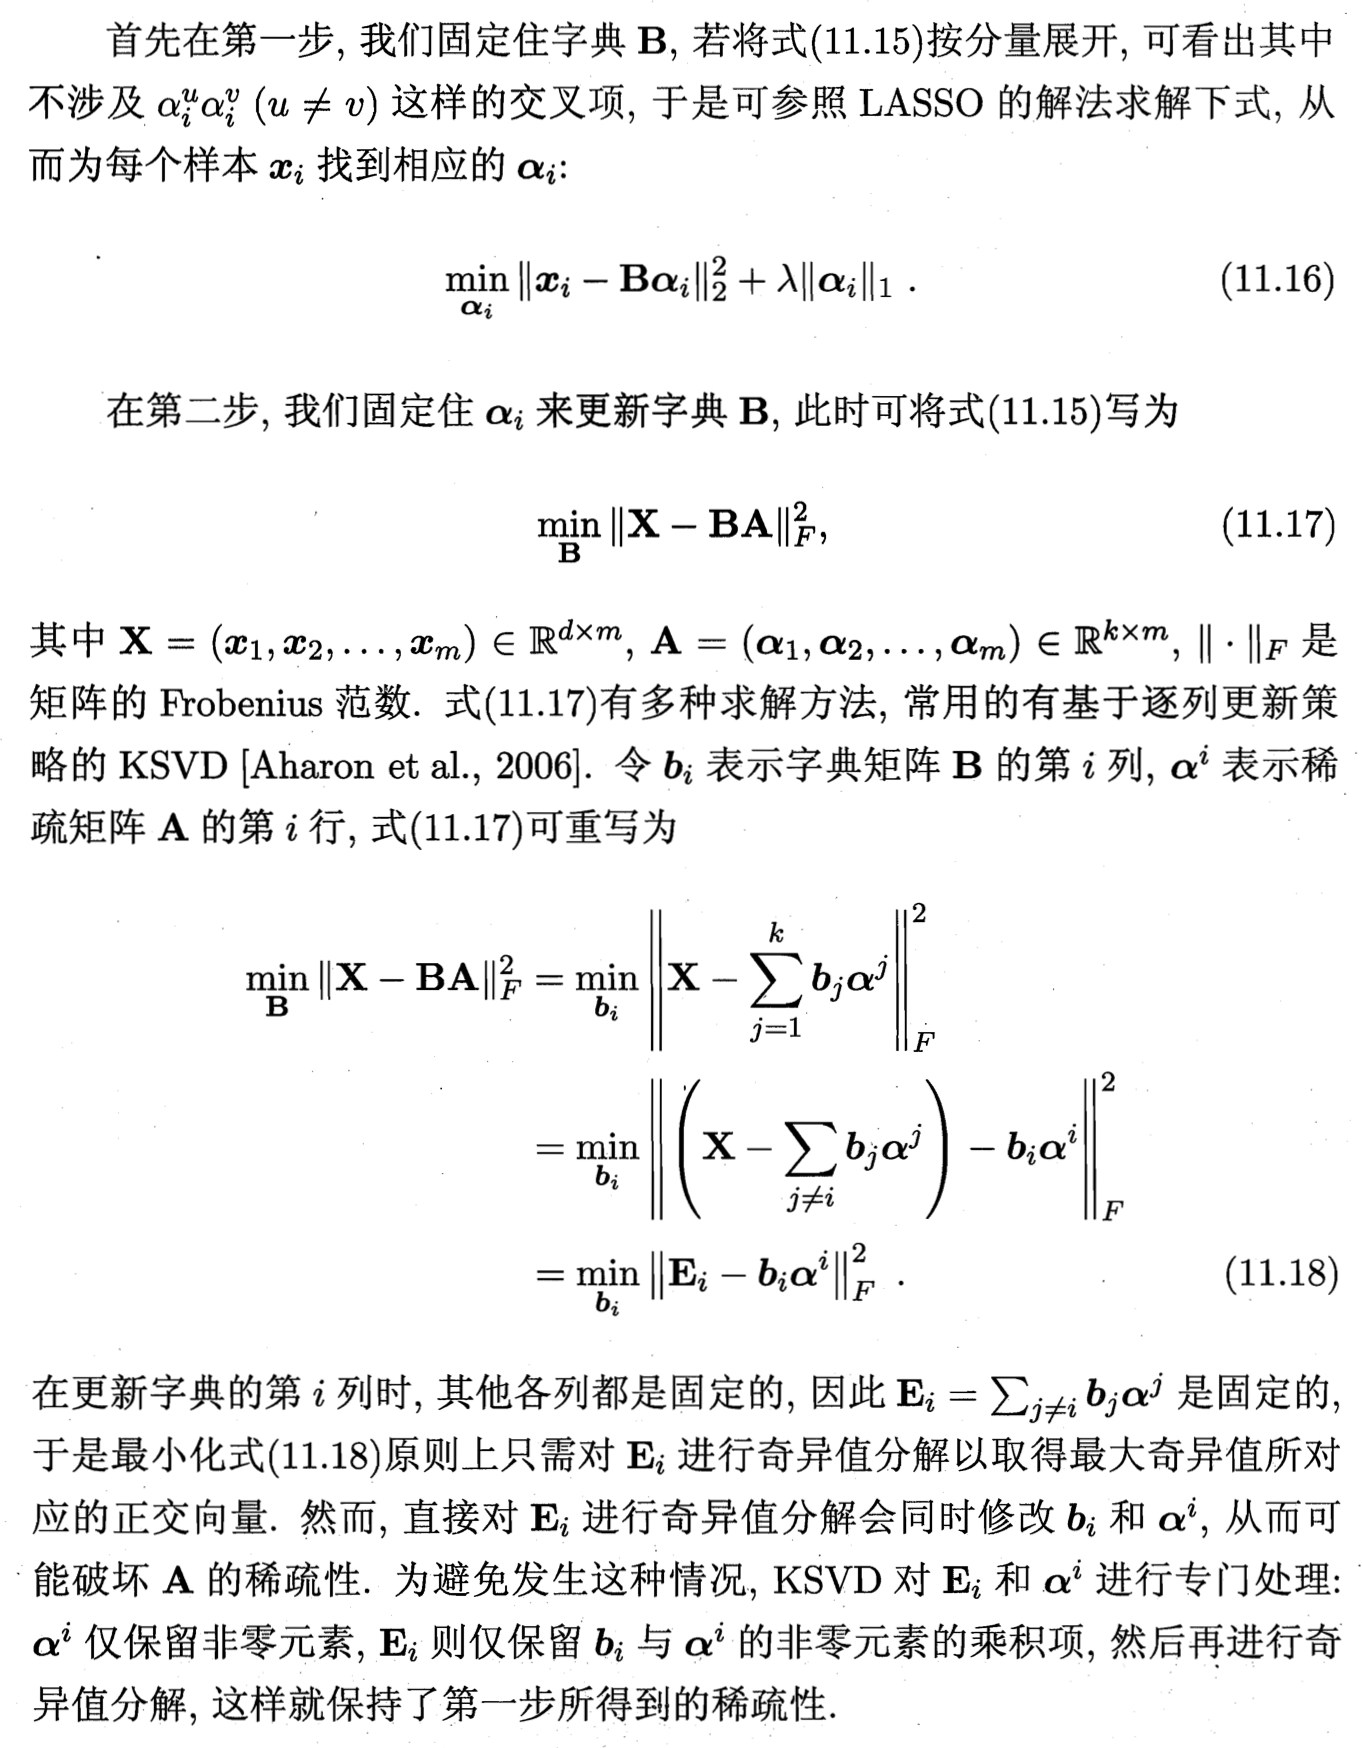 首先在第一步, 我们固定住字典 B, 若将式(11.15)按分量展开, 可看出其中
不涉及 $\alpha_i^u \alpha_i^v$ ($u \neq v$) 这样的交叉项, 于是可参照 LASSO 的解法求解下式, 从
而为每个样本 $\boldsymbol{x}_i$ 找到相应的 $\boldsymbol{\alpha}_i$:
$\min_{\boldsymbol{\alpha}_i} \|\boldsymbol{x}_i - \mathbf{B}\boldsymbol{\alpha}_i\|_2^2 + \lambda\|\boldsymbol{\alpha}_i\|_1 .$ (11.16)
在第二步, 我们固定住 $\boldsymbol{\alpha}_i$ 来更新字典 B, 此时可将式(11.15)写为
$\min_{\mathbf{B}} \|\mathbf{X} - \mathbf{B}\mathbf{A}\|_F^2,$ (11.17)
其中 $\mathbf{X} = (\boldsymbol{x}_1, \boldsymbol{x}_2, \ldots, \boldsymbol{x}_m) \in \mathbb{R}^{d \times m}$, $\mathbf{A} = (\boldsymbol{\alpha}_1, \boldsymbol{\alpha}_2, \ldots, \boldsymbol{\alpha}_m) \in \mathbb{R}^{k \times m}$, $\|\cdot\|_F$ 是
矩阵的 Frobenius 范数. 式(11.17)有多种求解方法, 常用的有基于逐列更新策
略的 KSVD [Aharon et al., 2006]. 令 $\boldsymbol{b}_i$ 表示字典矩阵 B 的第 $i$ 列, $\boldsymbol{\alpha}^i$ 表示稀
疏矩阵 A 的第 $i$ 行, 式(11.17)可重写为
$\min_{\mathbf{B}} \|\mathbf{X} - \mathbf{B}\mathbf{A}\|_F^2 = \min_{\boldsymbol{b}_i} \left\| \mathbf{X} - \sum_{j=1}^{k} \boldsymbol{b}_j \boldsymbol{\alpha}^j \right\|_F^2$
$= \min_{\boldsymbol{b}_i} \left\| \left( \mathbf{X} - \sum_{j \neq i} \boldsymbol{b}_j \boldsymbol{\alpha}^j \right) - \boldsymbol{b}_i \boldsymbol{\alpha}^i \right\|_F^2$
$= \min_{\boldsymbol{b}_i} \left\| \mathbf{E}_i - \boldsymbol{b}_i \boldsymbol{\alpha}^i \right\|_F^2 .$ (11.18)
在更新字典的第 $i$ 列时, 其他各列都是固定的, 因此 $\mathbf{E}_i = \sum_{j \neq i} \boldsymbol{b}_j \boldsymbol{\alpha}^j$ 是固定的,
于是最小化式(11.18)原则上只需对 $\mathbf{E}_i$ 进行奇异值分解以取得最大奇异值所对
应的正交向量. 然而, 直接对 $\mathbf{E}_i$ 进行奇异值分解会同时修改 $\boldsymbol{b}_i$ 和 $\boldsymbol{\alpha}^i$, 从而可
能破坏 A 的稀疏性. 为避免发生这种情况, KSVD 对 $\mathbf{E}_i$ 和 $\boldsymbol{\alpha}^i$ 进行专门处理:
$\boldsymbol{\alpha}^i$ 仅保留非零元素, $\mathbf{E}_i$ 则仅保留 $\boldsymbol{b}_i$ 与 $\boldsymbol{\alpha}^i$ 的非零元素的乘积项, 然后再进行奇
异值分解, 这样就保持了第一步所得到的稀疏性.